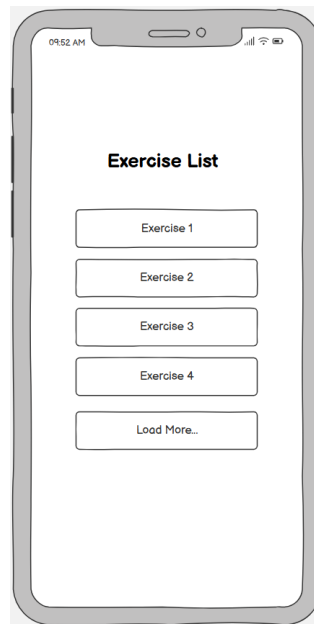 09:52 AM
Exercise List
Exercise 1
Exercise 2
Exercise 3
Exercise 4
Load More...